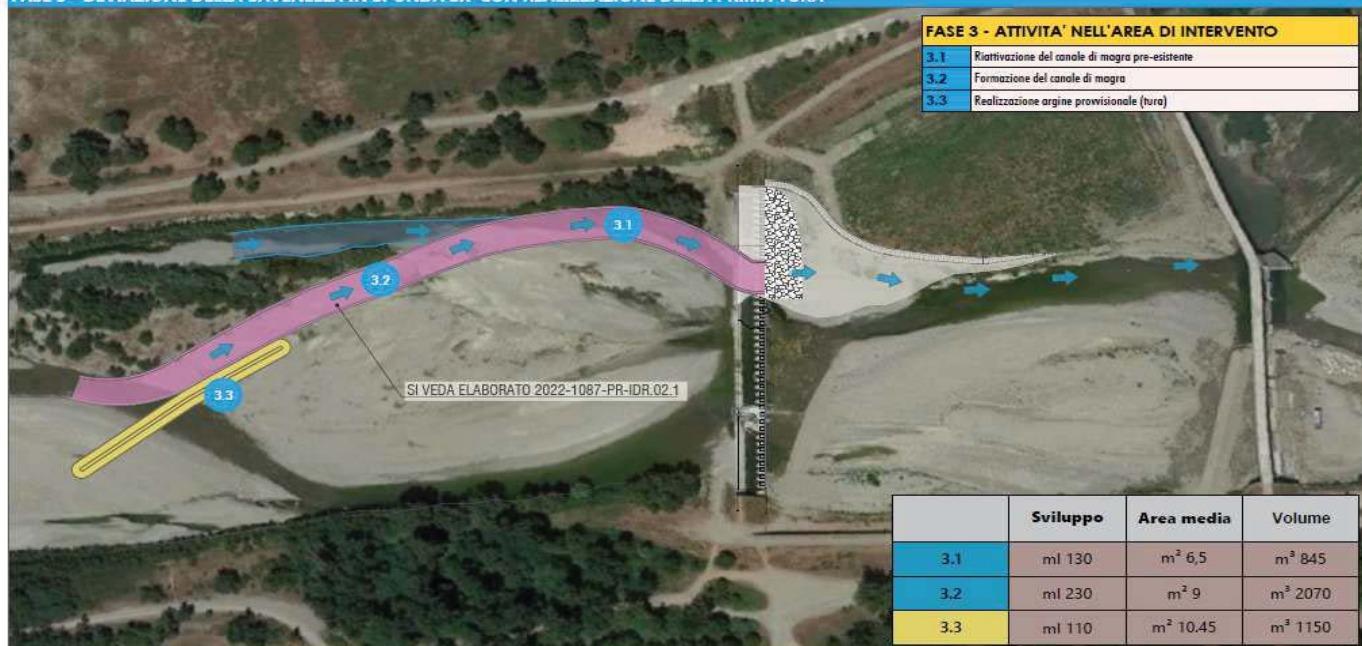 FASE 3 - ATTIVITA' NELL'AREA DI INTERVENTO
3.1 Riattivazione del canale di magra pre-esistente
3.2 Formazione del canale di magra
3.3 Realizzazione argine provvisionale (tura)
3.1
3.2
3.3
SI VEDA ELABORATO 2022-1087-PR-IDR.02.1
Sviluppo Area media Volume
3.1 ml 130 m² 6,5 m³ 845
3.2 ml 230 m² 9 m³ 2070
3.3 ml 110 m² 10.45 m³ 1150